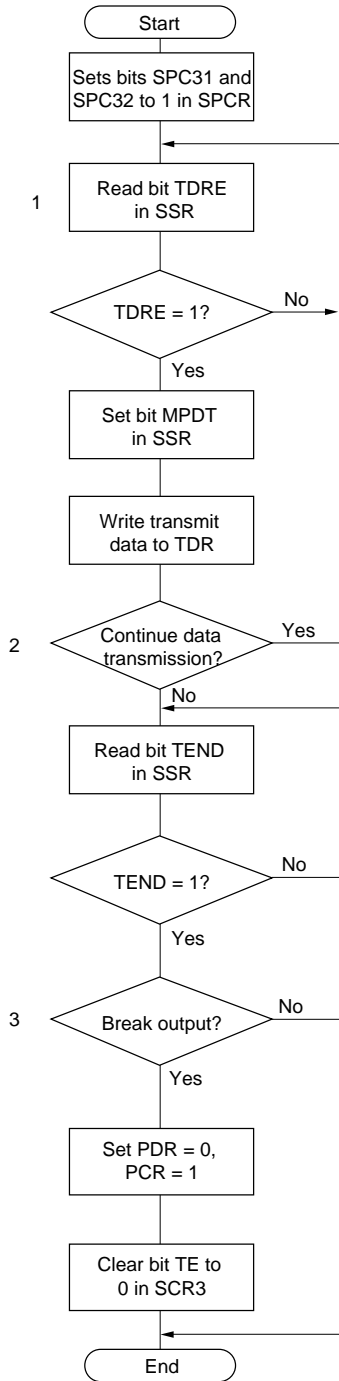 Start
Sets bits SPC31 and
SPC32 to 1 in SPCR
1
Read bit TDRE
in SSR
TDRE = 1?
No
Yes
Set bit MPDT
in SSR
Write transmit
data to TDR
2
Continue data
transmission?
Yes
No
Read bit TEND
in SSR
TEND = 1?
No
Yes
3
Break output?
No
Yes
Set PDR = 0,
PCR = 1
Clear bit TE to
0 in SCR3
End